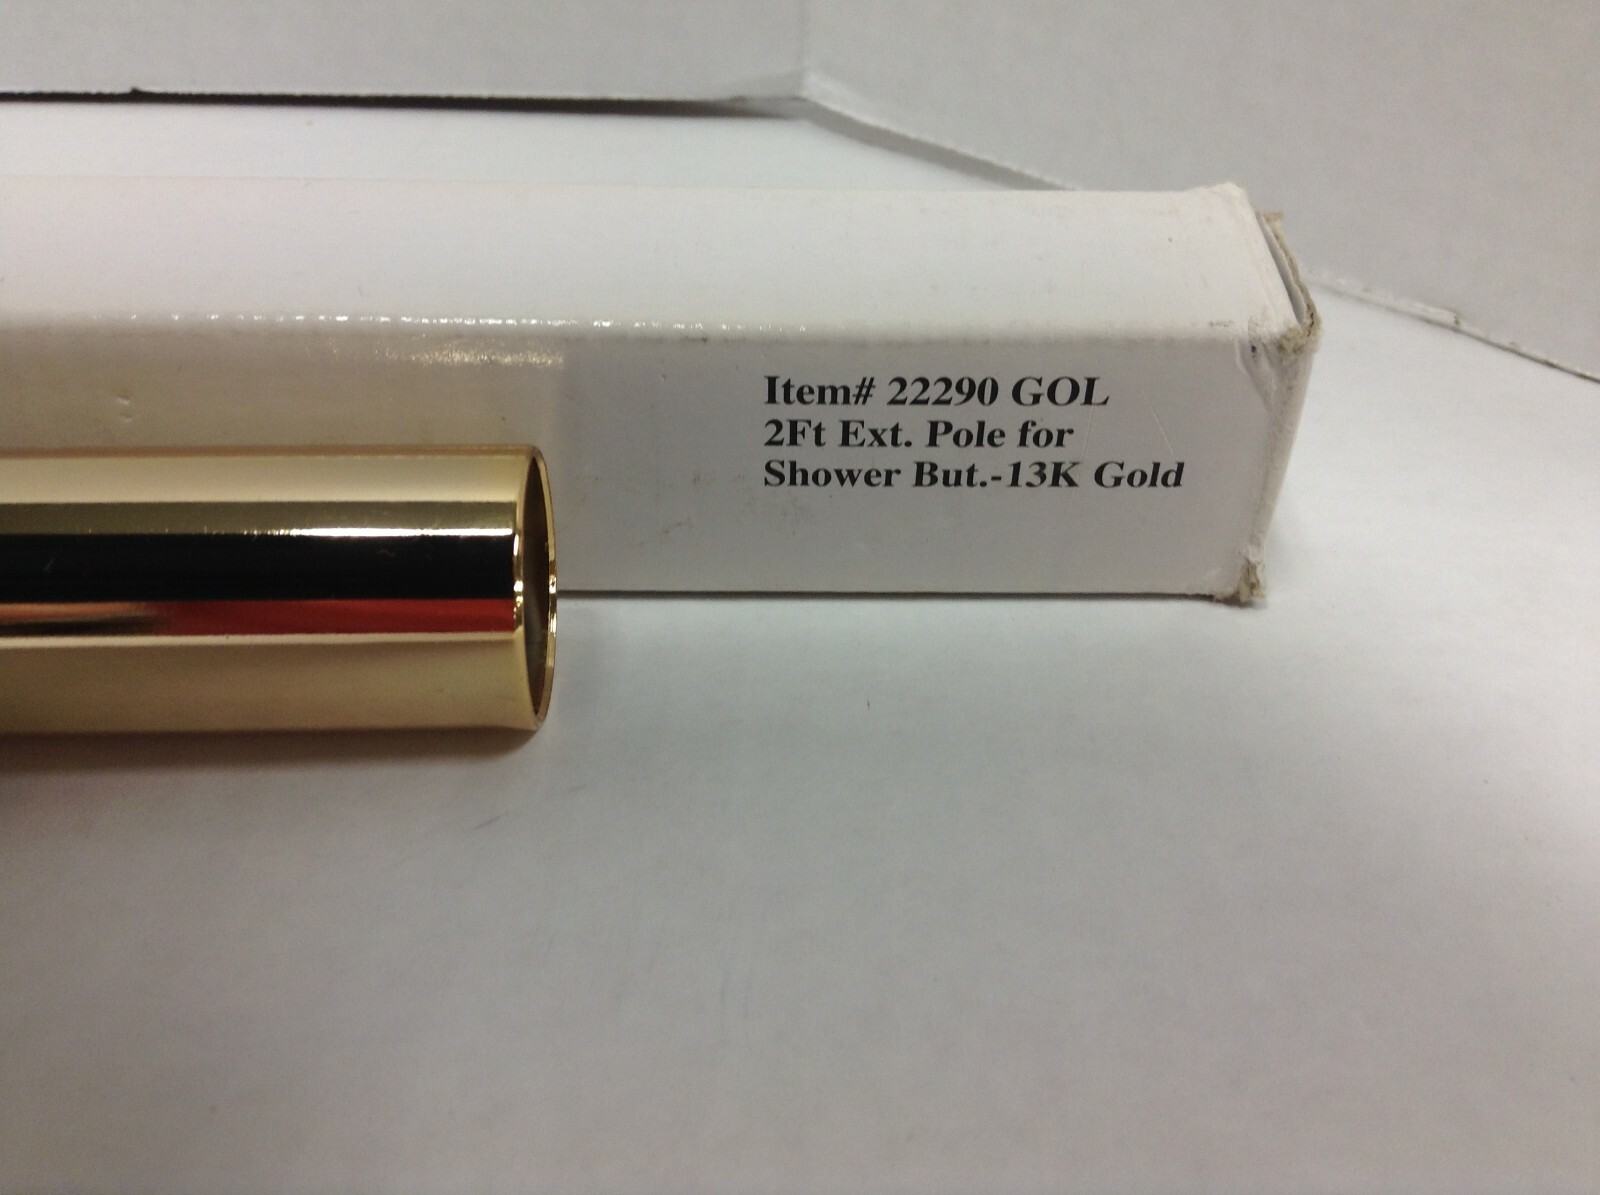 Item# 22290 GOL
2Ft Ext. Pole for
Shower But.-13K Gold